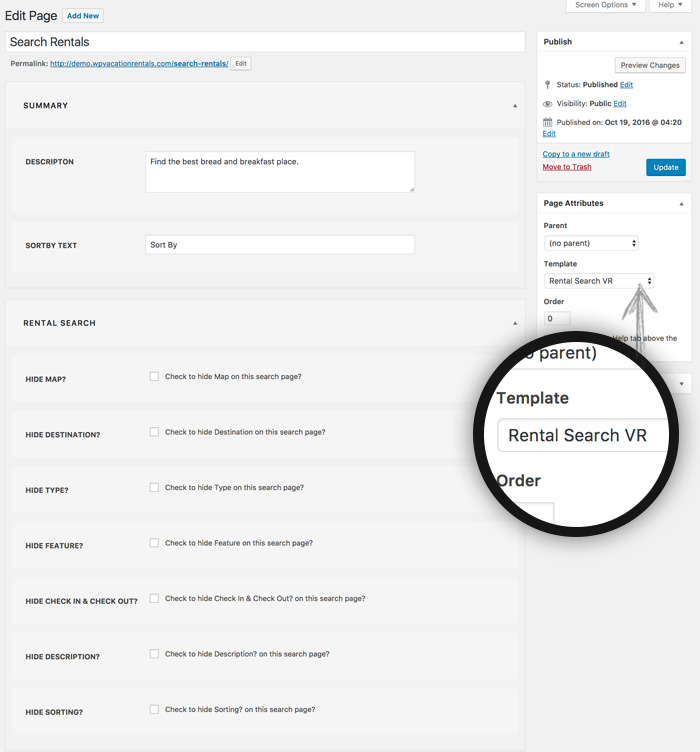 Screen Options ▼ Help ▼
Edit Page Add New
Search Rentals
Permalink: http://demo.wpvacationrentals.com/search-rentals/ Edit
SUMMARY
DESCRIPTON
Find the best bread and breakfast place.
SORTBY TEXT
Sort By
RENTAL SEARCH
HIDE MAP?
Check to hide Map on this search page?
HIDE DESTINATION?
Check to hide Destination on this search page?
HIDE TYPE?
Check to hide Type on this search page?
HIDE FEATURE?
Check to hide Feature on this search page?
HIDE CHECK IN & CHECK OUT?
Check to hide Check In & Check Out? on this search page?
HIDE DESCRIPTION?
Check to hide Description? on this search page?
HIDE SORTING?
Check to hide Sorting? on this search page?
Publish
Preview Changes
Status: Published Edit
Visibility: Public Edit
Published on: Oct 19, 2016 @ 04:20
Edit
Copy to a new draft
Move to Trash
Update
Page Attributes
Parent
(no parent)
Template
Rental Search VR
Order
0
Help tab above the
parent)
Template
Rental Search VR
Order